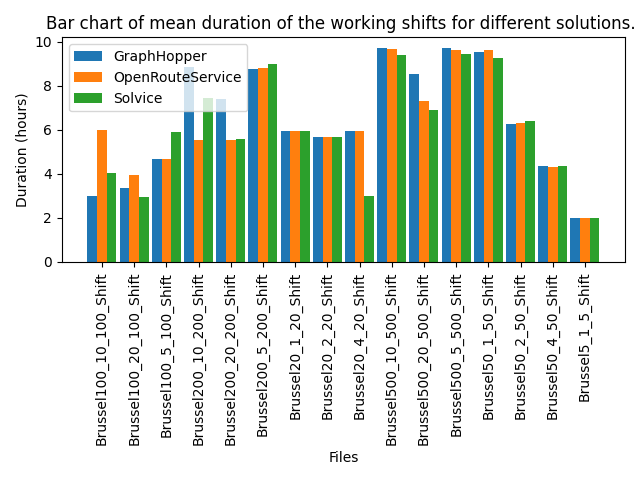 Bar chart of mean duration of the working shifts for different solutions.
Duration (hours)
10
8
6
4
2
0
GraphHopper
OpenRouteService
Solvice
Brussel100_10_100_Shift
Brussel100_20_100_Shift
Brussel100_5_100_Shift
Brussel200_10_200_Shift
Brussel200_20_200_Shift
Brussel200_5_200_Shift
Brussel20_1_20_Shift
Brussel20_2_20_Shift
Brussel20_4_20_Shift
Brussel500_10_500_Shift
Brussel500_20_500_Shift
Brussel500_5_500_Shift
Brussel50_1_50_Shift
Brussel50_2_50_Shift
Brussel50_4_50_Shift
Brussel5_1_5_Shift
Files